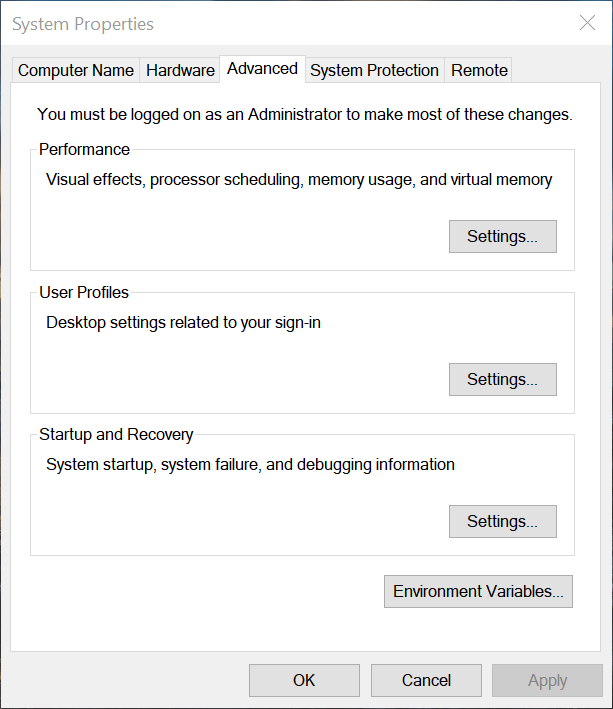 System Properties
Computer Name Hardware Advanced System Protection Remote
You must be logged on as an Administrator to make most of these changes.
Performance
Visual effects, processor scheduling, memory usage, and virtual memory
Settings...
User Profiles
Desktop settings related to your sign-in
Settings...
Startup and Recovery
System startup, system failure, and debugging information
Settings...
Environment Variables...
OK Cancel Apply